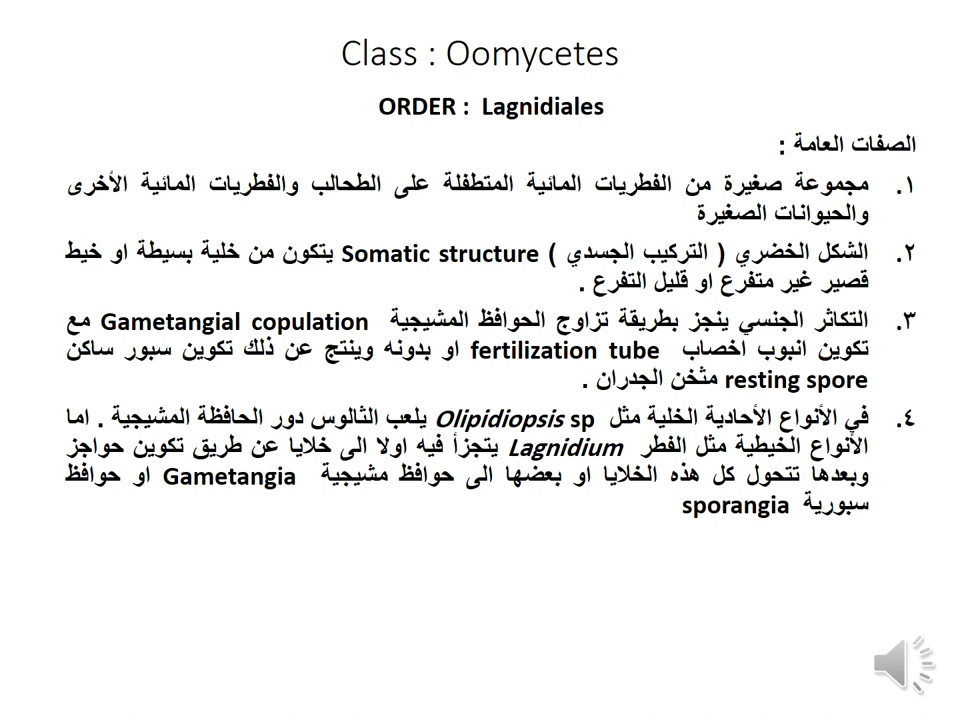 Class : Oomycetes
ORDER : Lagnidiales
الصفات العامة :
١. مجموعة صغيرة من الفطريات المائية المتطفلة على الطحالب والفطريات المائية الأخرى
والحيوانات الصغيرة
٢. الشكل الخضري ( التركيب الجسدي ) Somatic structure يتكون من خلية بسيطة او خيط
قصير غير متفرع او قليل التفرع .
٣. التكاثر الجنسي ينجز بطريقة تزاوج الحوافظ المشيجية Gametangial copulation مع
تكوين انبوب اخصاب fertilization tube او بدونه وينتج عن ذلك تكوين سبور ساكن
resting spore مثخن الجدران .
٤. في الأنواع الأحادية الخلية مثل Olipidiopsis sp يلعب الثالوس دور الحافظة المشيجية . اما
الأنواع الخيطية مثل الفطر Lagnidium يتجزأ فيه اولا الى خلايا عن طريق تكوين حواجز
وبعدها تتحول كل هذه الخلايا او بعضها الى حوافظ مشيجية Gametangia او حوافظ
سبورية sporangia